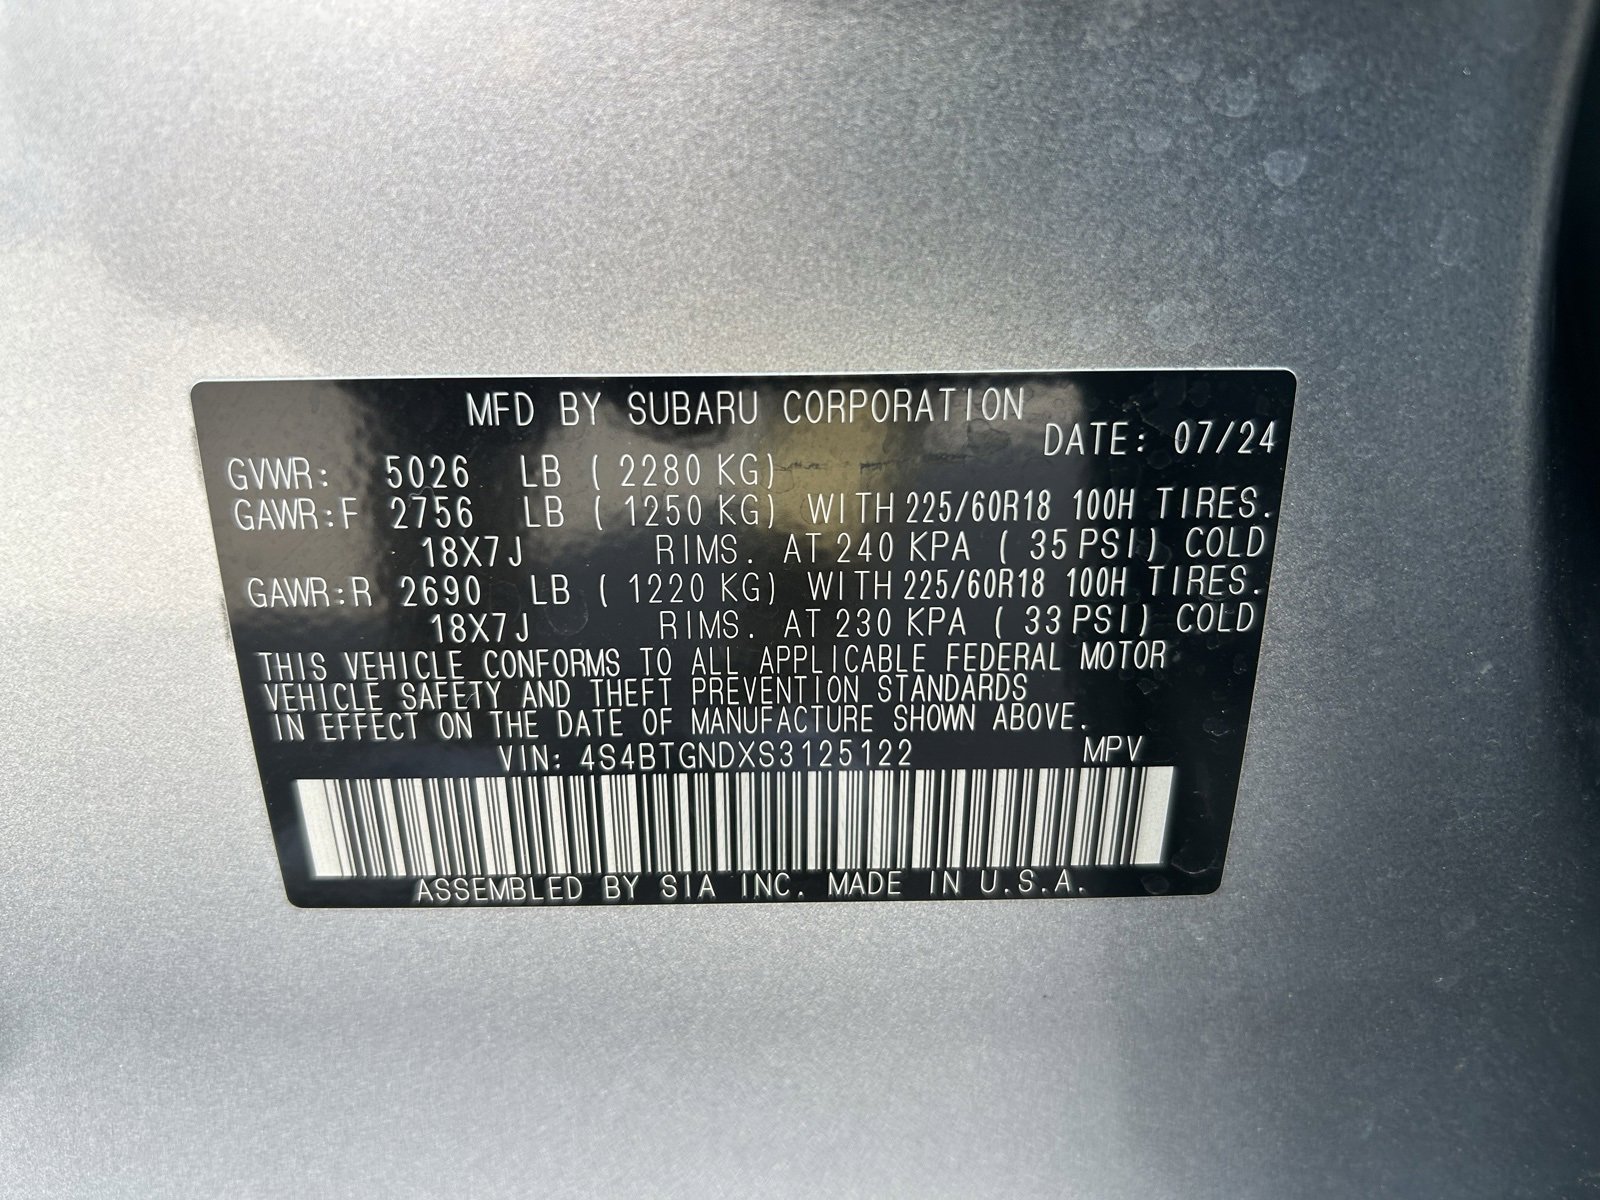 MFD BY SUBARU CORPORATION
DATE: 07/24
GVWR: 5026 LB ( 2280 KG)
GAWR:F 2756 LB ( 1250 KG) WITH 225/60R18 100H TIRES.
18X7J RIMS. AT 240 KPA ( 35 PSI) COLD
GAWR:R 2690 LB ( 1220 KG) WITH 225/60R18 100H TIRES.
18X7J RIMS. AT 230 KPA ( 33 PSI) COLD
THIS VEHICLE CONFORMS TO ALL APPLICABLE FEDERAL MOTOR
VEHICLE SAFETY AND THEFT PREVENTION STANDARDS
IN EFFECT ON THE DATE OF MANUFACTURE SHOWN ABOVE.
VIN: 4S4BTGNDXS3125122 MPV
ASSEMBLED BY SIA INC. MADE IN U.S.A.